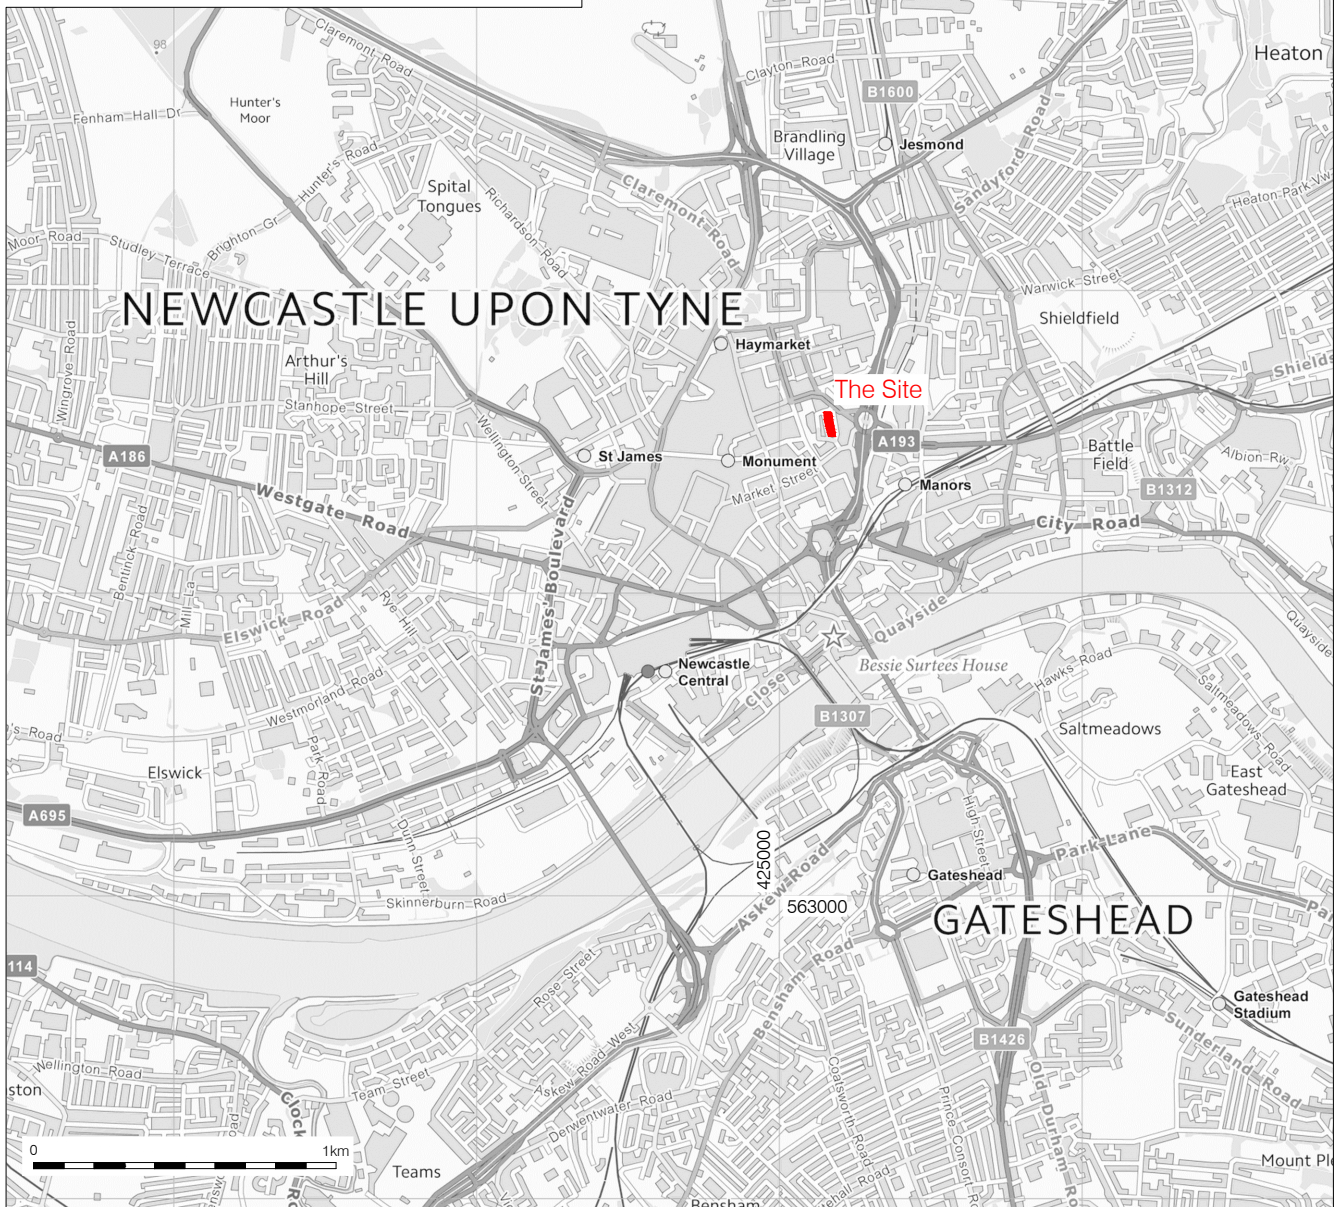 Claremont Road
98
Heaton
Clayton Road
B1600
Hunter's
Moor
Fenham Hall Dr
Brandling
Village
Jesmond
Sandyford Road
Hunter's Road
Spital
Tongues
Claremont Road
Richardson Road
Heaton Park Vw
Brighton Gr
Moor Road
Studley Terrace
Warwick Street
NEWCASTLE UPON TYNE
Shieldfield
Haymarket
Arthur's
Hill
Wingrove Road
Shields
The Site
Stanhope Street
Wellington Street
A193
Battle
Field
Albion Rw
A186
St James
Monument
Market Street
Manors
B1312
Westgate Road
City Road
St James' Boulevard
Bentinck Road
Mill La
Rye Hill
Elswick Road
Quayside
Quayside
Bessie Surtees House
Newcastle
Central
Close
Hawks Road
Saltmeadows Road
Westmorland Road
B1307
Saltmeadows
's Road
Park Road
Elswick
East
Gateshead
A695
High Street
Dunn Street
Park Lane
425000
Askew Road
Gateshead
Skinnerburn Road
563000
GATESHEAD
Pa
114
Bensham Road
Rose Street
Gateshead
Stadium
B1426
Sunderland Road
Askew Road West
Wellington Road
Team Street
ston
Coatsworth Road
Prince Consort R
Old Durham Ro
Clock
Ro
Derwentwater Road
0
1km
Teams
Mount Ple
Road
Bensham